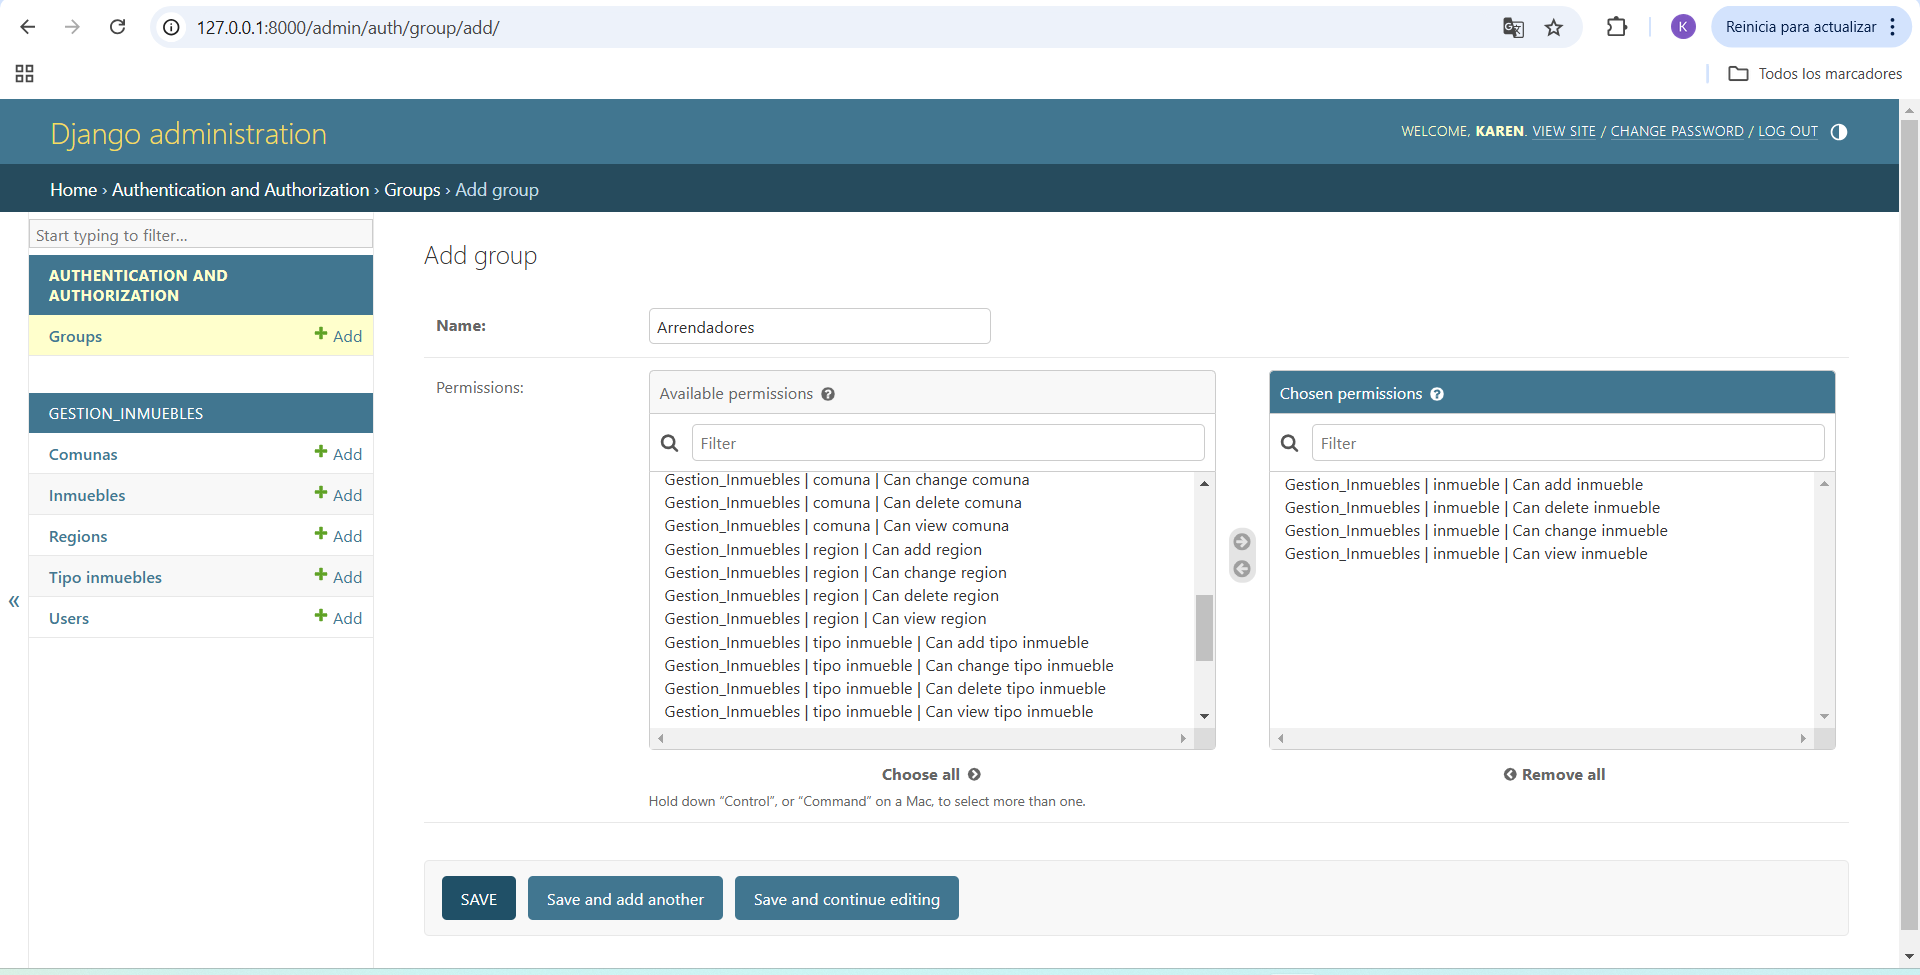 127.0.0.1:8000/admin/auth/group/add/
K
Reinicia para actualizar
Todos los marcadores
Django administration
WELCOME, KAREN. VIEW SITE / CHANGE PASSWORD / LOG OUT
Home › Authentication and Authorization › Groups › Add group
Start typing to filter...
AUTHENTICATION AND
AUTHORIZATION
Groups
Add
GESTION_INMUEBLES
Comunas
Add
Inmuebles
Add
Regions
Add
Tipo inmuebles
Add
Users
Add
«
Add group
Name:
Arrendadores
Permissions:
Available permissions ?
Filter
Gestion_Inmuebles | comuna | Can change comuna
Gestion_Inmuebles | comuna | Can delete comuna
Gestion_Inmuebles | comuna | Can view comuna
Gestion_Inmuebles | region | Can add region
Gestion_Inmuebles | region | Can change region
Gestion_Inmuebles | region | Can delete region
Gestion_Inmuebles | region | Can view region
Gestion_Inmuebles | tipo inmueble | Can add tipo inmueble
Gestion_Inmuebles | tipo inmueble | Can change tipo inmueble
Gestion_Inmuebles | tipo inmueble | Can delete tipo inmueble
Gestion_Inmuebles | tipo inmueble | Can view tipo inmueble
Choose all
Hold down “Control”, or “Command” on a Mac, to select more than one.
Chosen permissions ?
Filter
Gestion_Inmuebles | inmueble | Can add inmueble
Gestion_Inmuebles | inmueble | Can delete inmueble
Gestion_Inmuebles | inmueble | Can change inmueble
Gestion_Inmuebles | inmueble | Can view inmueble
Remove all
SAVE
Save and add another
Save and continue editing